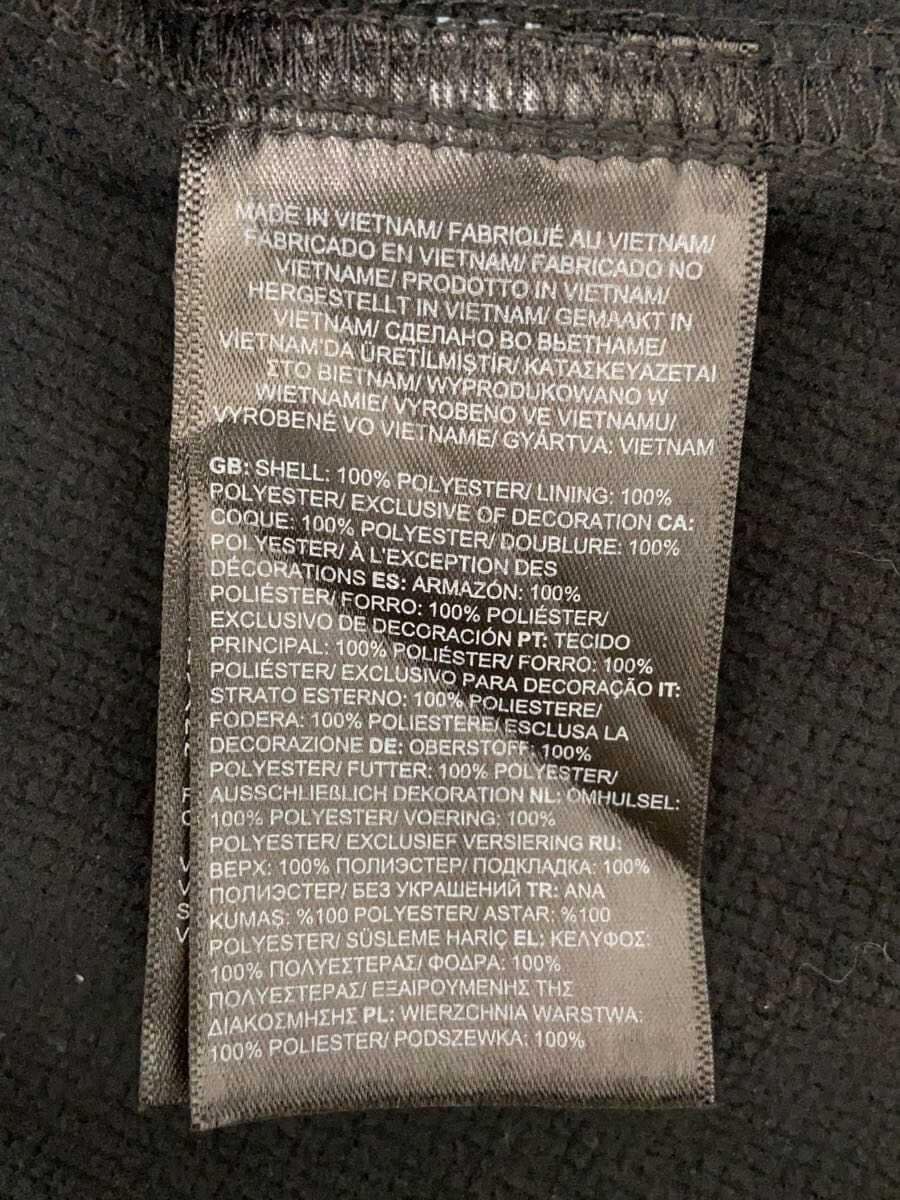 MADE IN VIETNAM/ FABRIQUÉ AU VIETNAM/
FABRICADO EN VIETNAM/ FABRICADO NO
VIETNAME/ PRODOTTO IN VIETNAM/
HERGESTELLT IN VIETNAM/ GEMAAKT IN
VIETNAM/ СДЕЛАНО ВО ВЬЕТНАМЕ/
VİETNAM'DA ÜRETİLMİŞTİR/ ΚΑΤΑΣΚΕΥΑΖΕΤΑΙ
ΣΤΟ ΒΙΕΤΝΑΜ/ WYPRODUKOWANO W
WIETNAMIE/ VYROBENO VE VIETNAMU/
VYROBENÉ VO VIETNAME/ GYÁRTVA: VIETNAM
GB: SHELL: 100% POLYESTER/ LINING: 100%
POLYESTER/ EXCLUSIVE OF DECORATION CA:
COQUE: 100% POLYESTER/ DOUBLURE: 100%
POLYESTER/ À L'EXCEPTION DES
DÉCORATIONS ES: ARMAZÓN: 100%
POLIÉSTER/ FORRO: 100% POLIÉSTER/
EXCLUSIVO DE DECORACIÓN PT: TECIDO
PRINCIPAL: 100% POLIÉSTER/ FORRO: 100%
POLIÉSTER/ EXCLUSIVO PARA DECORAÇÃO IT:
STRATO ESTERNO: 100% POLIESTERE/
FODERA: 100% POLIESTERE/ ESCLUSA LA
DECORAZIONE DE: OBERSTOFF: 100%
POLYESTER/ FUTTER: 100% POLYESTER/
AUSSCHLIEßLICH DEKORATION NL: OMHULSEL:
100% POLYESTER/ VOERING: 100%
POLYESTER/ EXCLUSIEF VERSIERING RU:
ВЕРХ: 100% ПОЛИЭСТЕР/ ПОДКЛАДКА: 100%
ПОЛИЭСТЕР/ БЕЗ УКРАШЕНИЙ TR: ANA
KUMAŞ: %100 POLYESTER/ ASTAR: %100
POLYESTER/ SÜSLEME HARİÇ EL: ΚΕΛΥΦΟΣ:
100% ΠΟΛΥΕΣΤΕΡΑΣ/ ΦΟΔΡΑ: 100%
ΠΟΛΥΕΣΤΕΡΑΣ/ ΕΞΑΙΡΟΥΜΕΝΗΣ ΤΗΣ
ΔΙΑΚΟΣΜΗΣΗΣ PL: WIERZCHNIA WARSTWA:
100% POLIESTER/ PODSZEWKA: 100%